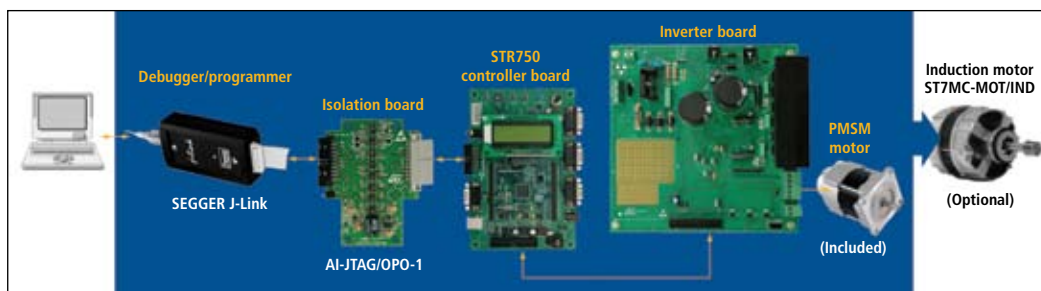 Debugger/programmer
SEGGER J-Link
Isolation board
AI-JTAG/OPO-1
STR750
controller board
Inverter board
PMSM
motor
(Included)
Induction motor
ST7MC-MOT/IND
(Optional)